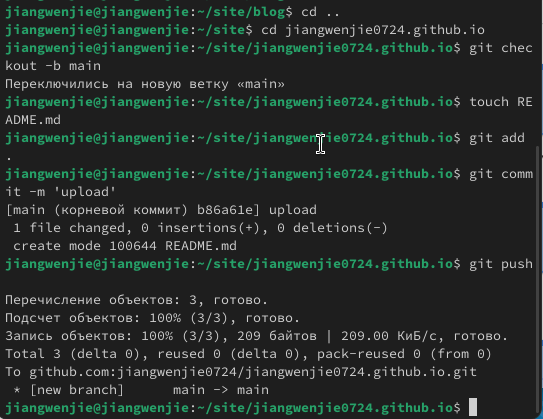 jiangwenjie@jiangwenjie:~/site/blog$ cd ..
jiangwenjie@jiangwenjie:~/site$ cd jiangwenjie0724.github.io
jiangwenjie@jiangwenjie:~/site/jiangwenjie0724.github.io$ git chec
kout -b main
Переключились на новую ветку «main»
jiangwenjie@jiangwenjie:~/site/jiangwenjie0724.github.io$ touch RE
ADME.md
jiangwenjie@jiangwenjie:~/site/jiangwenjie0724.github.io$ git add
.
jiangwenjie@jiangwenjie:~/site/jiangwenjie0724.github.io$ git comm
it -m 'upload'
[main (корневой коммит) b86a61e] upload
 1 file changed, 0 insertions(+), 0 deletions(-)
 create mode 100644 README.md
jiangwenjie@jiangwenjie:~/site/jiangwenjie0724.github.io$ git push
Перечисление объектов: 3, готово.
Подсчет объектов: 100% (3/3), готово.
Запись объектов: 100% (3/3), 209 байтов | 209.00 КиБ/с, готово.
Total 3 (delta 0), reused 0 (delta 0), pack-reused 0 (from 0)
To github.com:jiangwenjie0724/jiangwenjie0724.github.io.git
 * [new branch]      main -> main
jiangwenjie@jiangwenjie:~/site/jiangwenjie0724.github.io$